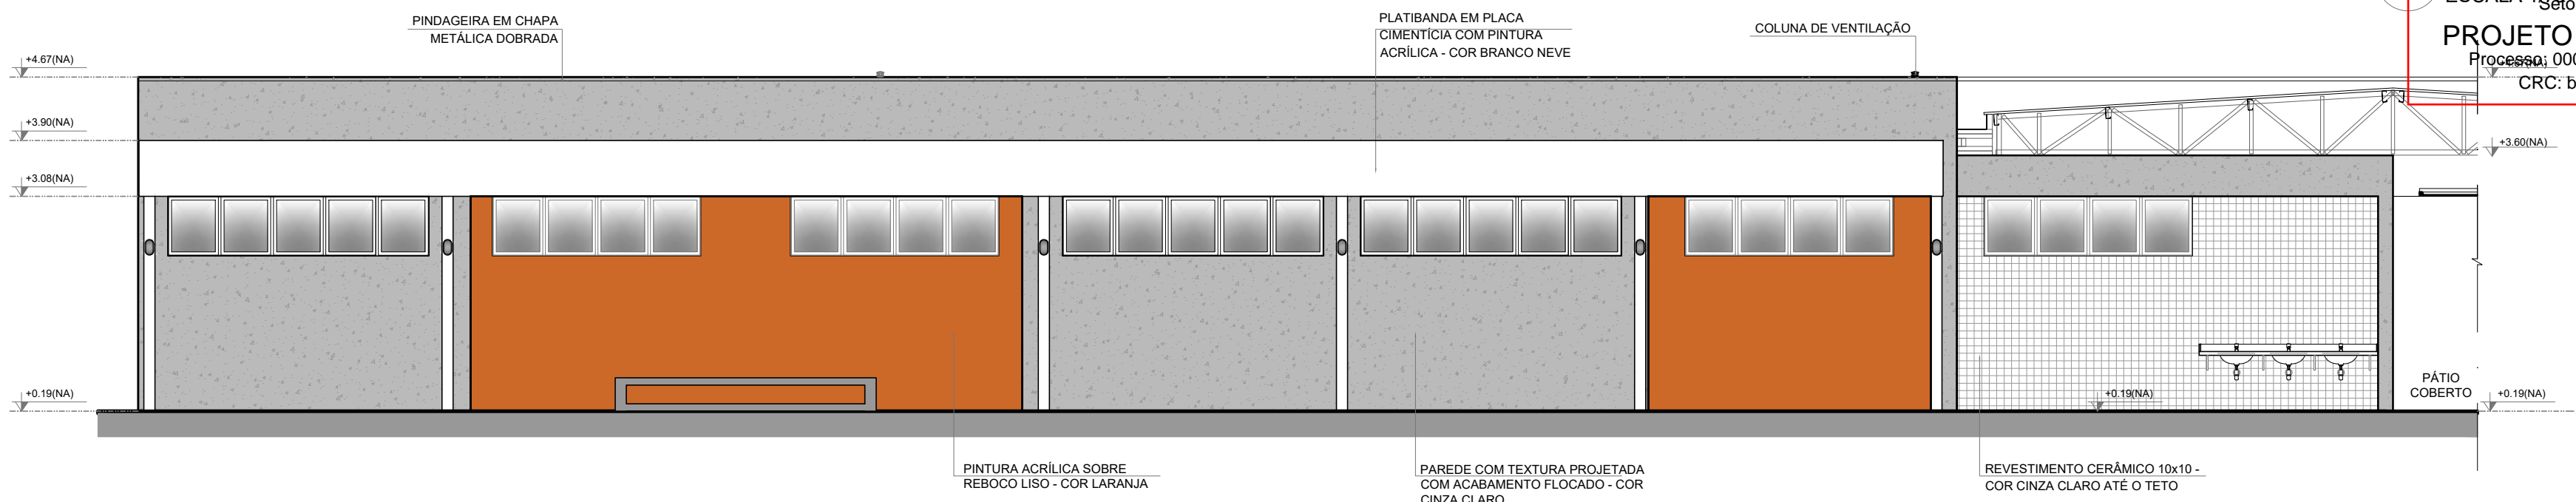 PINDAGEIRA EM CHAPA
METÁLICA DOBRADA
PLATIBANDA EM PLACA
CIMENTÍCIA COM PINTURA
ACRÍLICA - COR BRANCO NEVE
COLUNA DE VENTILAÇÃO
PROJETO
Processo: 000
CRC: b
+4.67(NA)
+3.90(NA)
+3.60(NA)
+3.08(NA)
+0.19(NA)
PÁTIO
COBERTO
+0.19(NA)
+0.19(NA)
PINTURA ACRÍLICA SOBRE
REBOCO LISO - COR LARANJA
PAREDE COM TEXTURA PROJETADA
COM ACABAMENTO FLOCADO - COR
CINZA CLARO
REVESTIMENTO CERÂMICO 10x10 -
COR CINZA CLARO ATÉ O TETO